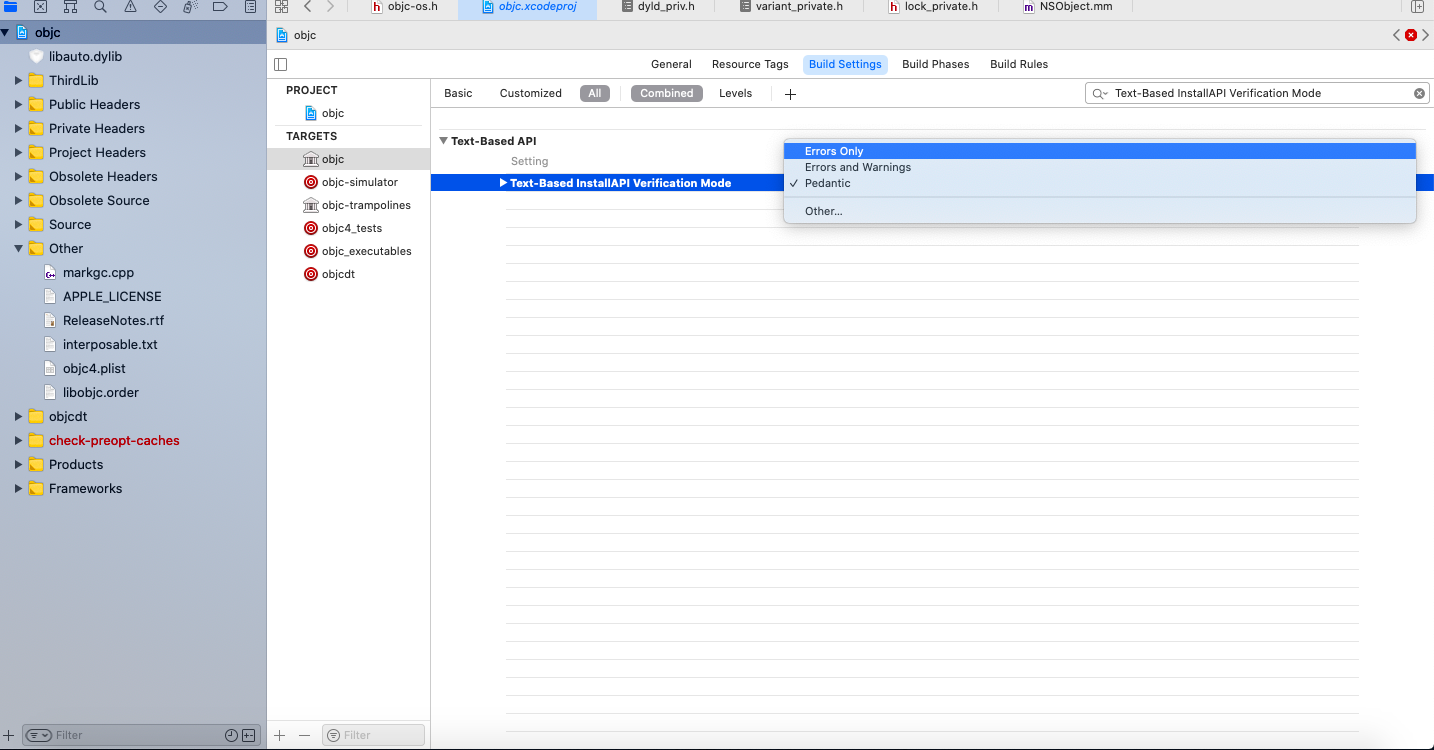 objc-os.h
objc.xcodeproj
dyld_priv.h
variant_private.h
lock_private.h
NSObject.mm
objc
objc
libauto.dylib
ThirdLib
Public Headers
Private Headers
Project Headers
Obsolete Headers
Obsolete Source
Source
Other
markgc.cpp
APPLE_LICENSE
ReleaseNotes.rtf
interposable.txt
objc4.plist
libobjc.order
objcdt
check-preopt-caches
Products
Frameworks
Filter
General Resource Tags Build Settings Build Phases Build Rules
PROJECT
objc
TARGETS
objc
objc-simulator
objc-trampolines
objc4_tests
objc_executables
objcdt
Filter
Basic Customized All Combined Levels
Text-Based InstallAPI Verification Mode
Text-Based API
Setting
Text-Based InstallAPI Verification Mode
Errors Only
Errors and Warnings
Pedantic
Other...